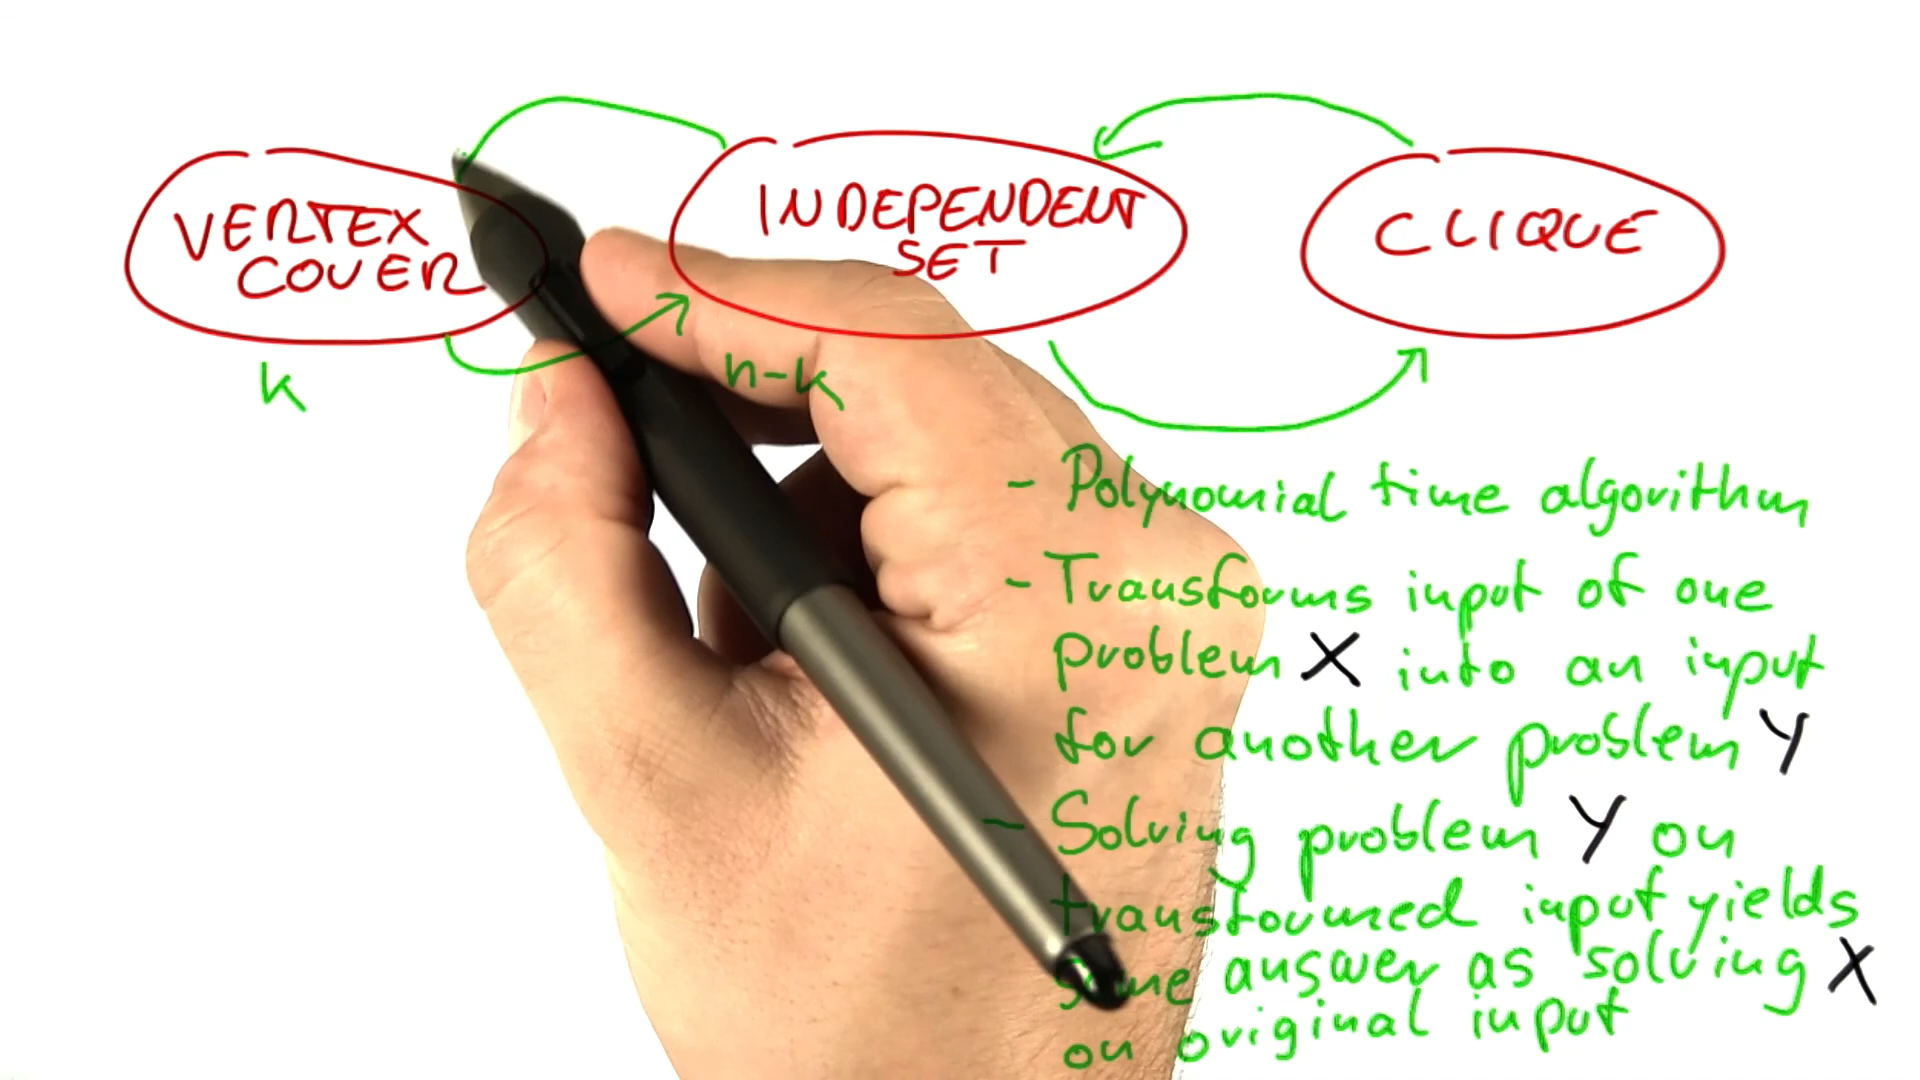 VERTEX
COVER
INDEPENDENT
SET
CLIQUE
k
n-k
- Polynomial time algorithm
- Transforms input of one
problem X into an input
for another problem Y
- Solving problem Y on
transformed input yields
same answer as solving X
on original input